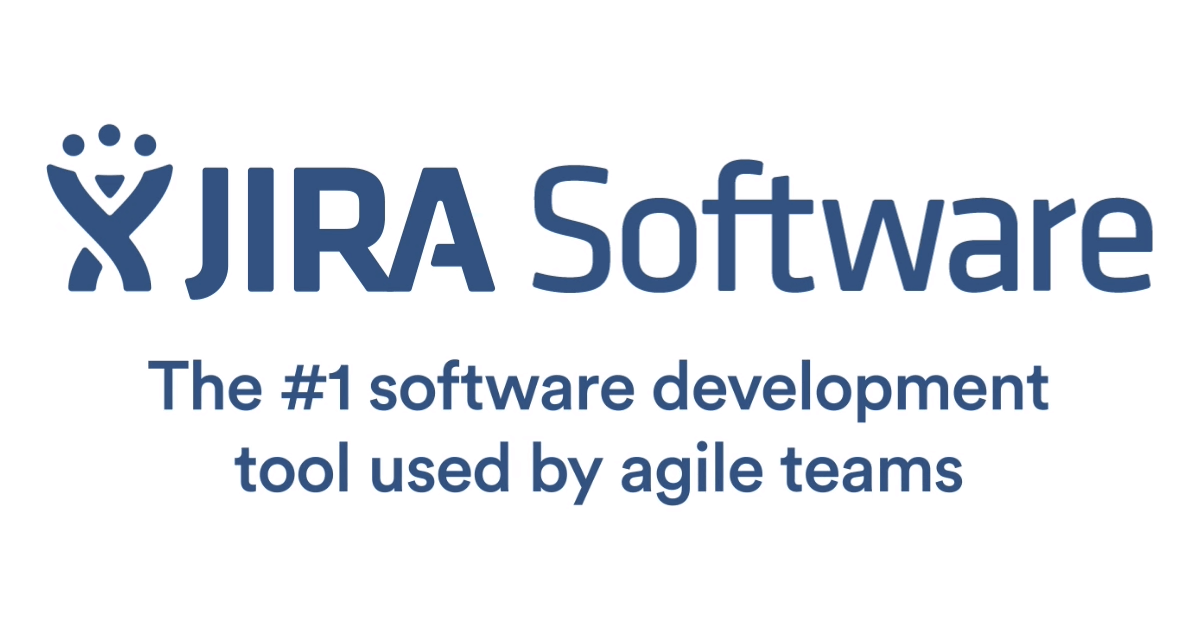 JIRA Software
The #1 software development
tool used by agile teams